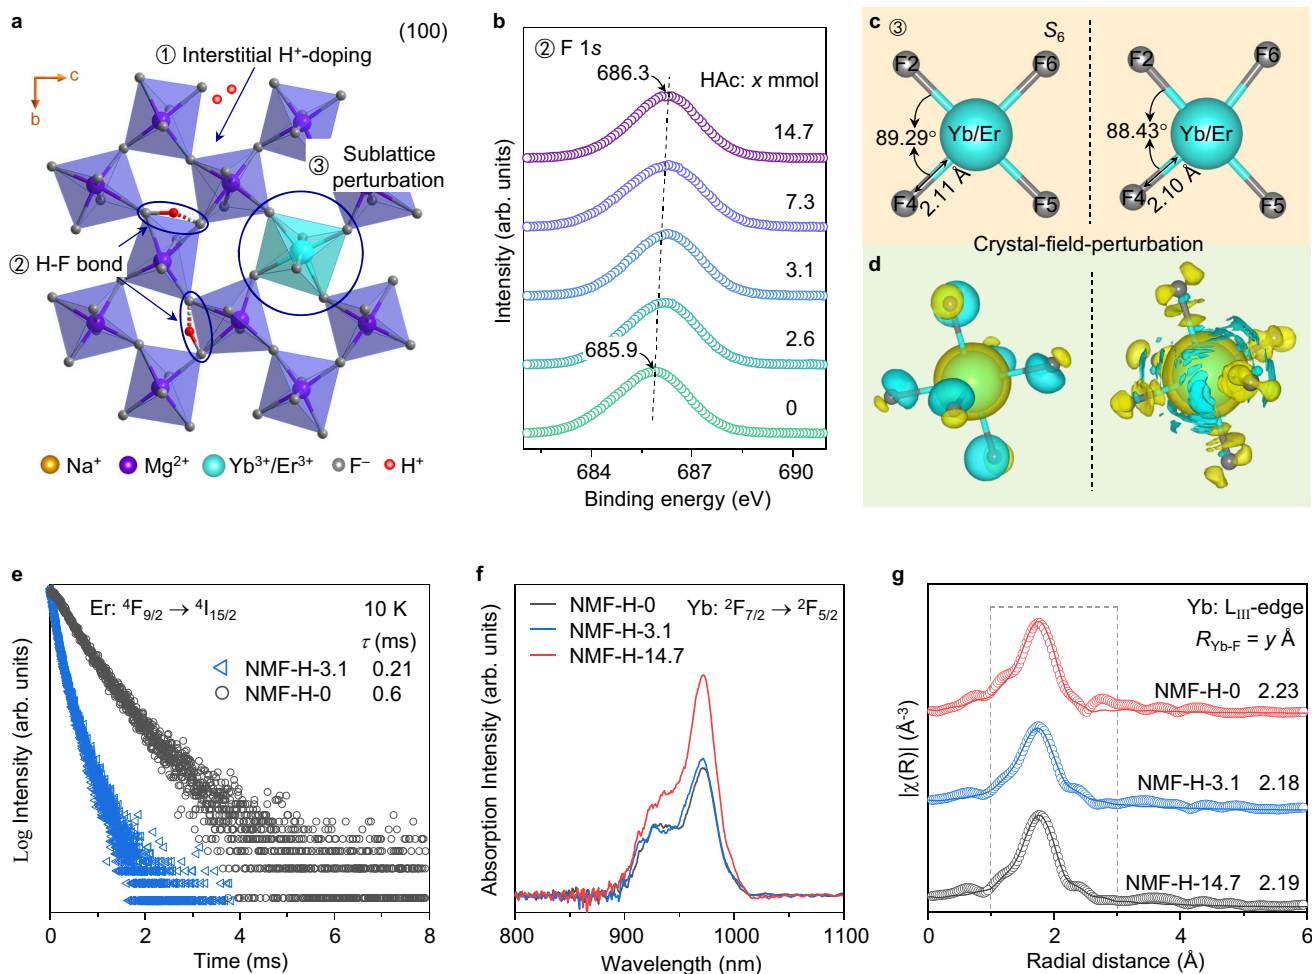 a
(100)
① Interstitial H⁺-doping
c
b
③ Sublattice
perturbation
② H-F bond
Na⁺ Mg²⁺ Yb³⁺/Er³⁺ F⁻ H⁺
b
② F 1s
686.3
HAc: x mmol
14.7
7.3
3.1
2.6
685.9
0
Intensity (arb. units)
684 687 690
Binding energy (eV)
c
③
S₆
F2 F6
Yb/Er
89.29°
2.11 Å
F4 F5
F2 F6
Yb/Er
88.43°
2.10 Å
F4 F5
Crystal-field-perturbation
d
e
Er: ⁴F₉/₂ → ⁴I₁₅/₂ 10 K
τ (ms)
NMF-H-3.1 0.21
NMF-H-0 0.6
Log Intensity (arb. units)
0 2 4 6 8
Time (ms)
f
NMF-H-0
NMF-H-3.1
NMF-H-14.7
Yb: ²F₇/₂ → ²F₅/₂
Absorption Intensity (arb. units)
800 900 1000 1100
Wavelength (nm)
g
Yb: L_III-edge
R_Yb-F = y Å
NMF-H-0 2.23
NMF-H-3.1 2.18
NMF-H-14.7 2.19
|χ(R)| (Å⁻³)
0 2 4 6
Radial distance (Å)